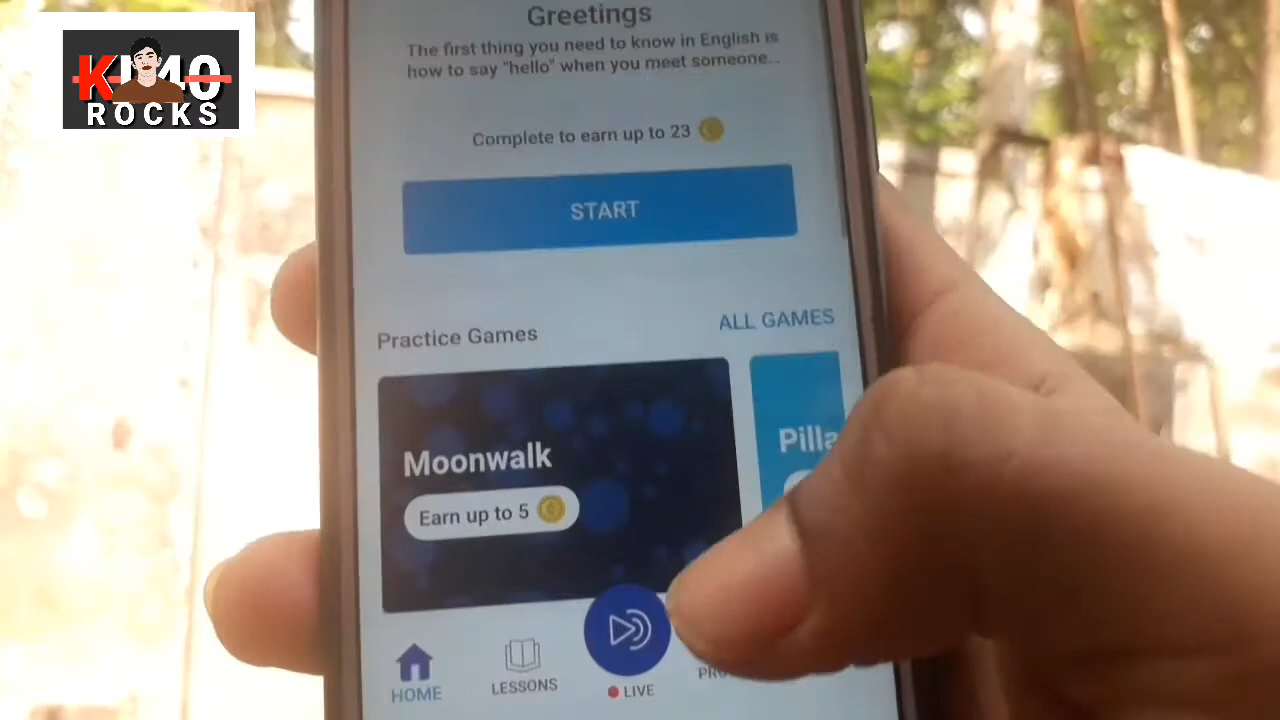 KI40
ROCKS
Greetings
The first thing you need to know in English is
how to say "hello" when you meet someone...
Complete to earn up to 23
START
Practice Games
ALL GAMES
Moonwalk
Earn up to 5
HOME
LESSONS
LIVE